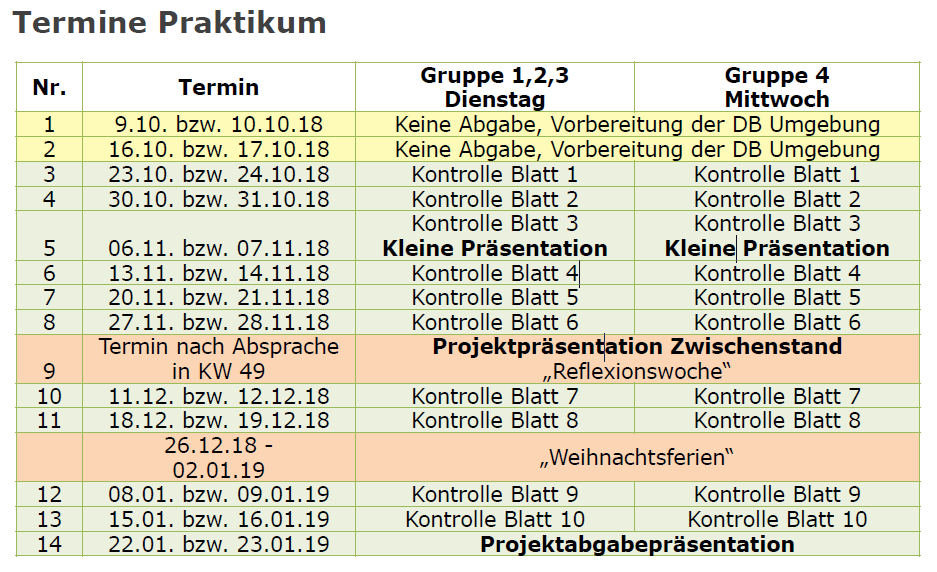 Termine Praktikum
Nr. Termin Gruppe 1,2,3 Dienstag Gruppe 4 Mittwoch
1 9.10. bzw. 10.10.18 Keine Abgabe, Vorbereitung der DB Umgebung
2 16.10. bzw. 17.10.18 Keine Abgabe, Vorbereitung der DB Umgebung
3 23.10. bzw. 24.10.18 Kontrolle Blatt 1 Kontrolle Blatt 1
4 30.10. bzw. 31.10.18 Kontrolle Blatt 2 Kontrolle Blatt 2
Kontrolle Blatt 3 Kontrolle Blatt 3
5 06.11. bzw. 07.11.18 Kleine Präsentation Kleine Präsentation
6 13.11. bzw. 14.11.18 Kontrolle Blatt 4 Kontrolle Blatt 4
7 20.11. bzw. 21.11.18 Kontrolle Blatt 5 Kontrolle Blatt 5
8 27.11. bzw. 28.11.18 Kontrolle Blatt 6 Kontrolle Blatt 6
Termin nach Absprache Projektpräsentation Zwischenstand
9 in KW 49 „Reflexionswoche“
10 11.12. bzw. 12.12.18 Kontrolle Blatt 7 Kontrolle Blatt 7
11 18.12. bzw. 19.12.18 Kontrolle Blatt 8 Kontrolle Blatt 8
26.12.18 -
02.01.19 „Weihnachtsferien“
12 08.01. bzw. 09.01.19 Kontrolle Blatt 9 Kontrolle Blatt 9
13 15.01. bzw. 16.01.19 Kontrolle Blatt 10 Kontrolle Blatt 10
14 22.01. bzw. 23.01.19 Projektabgabepräsentation